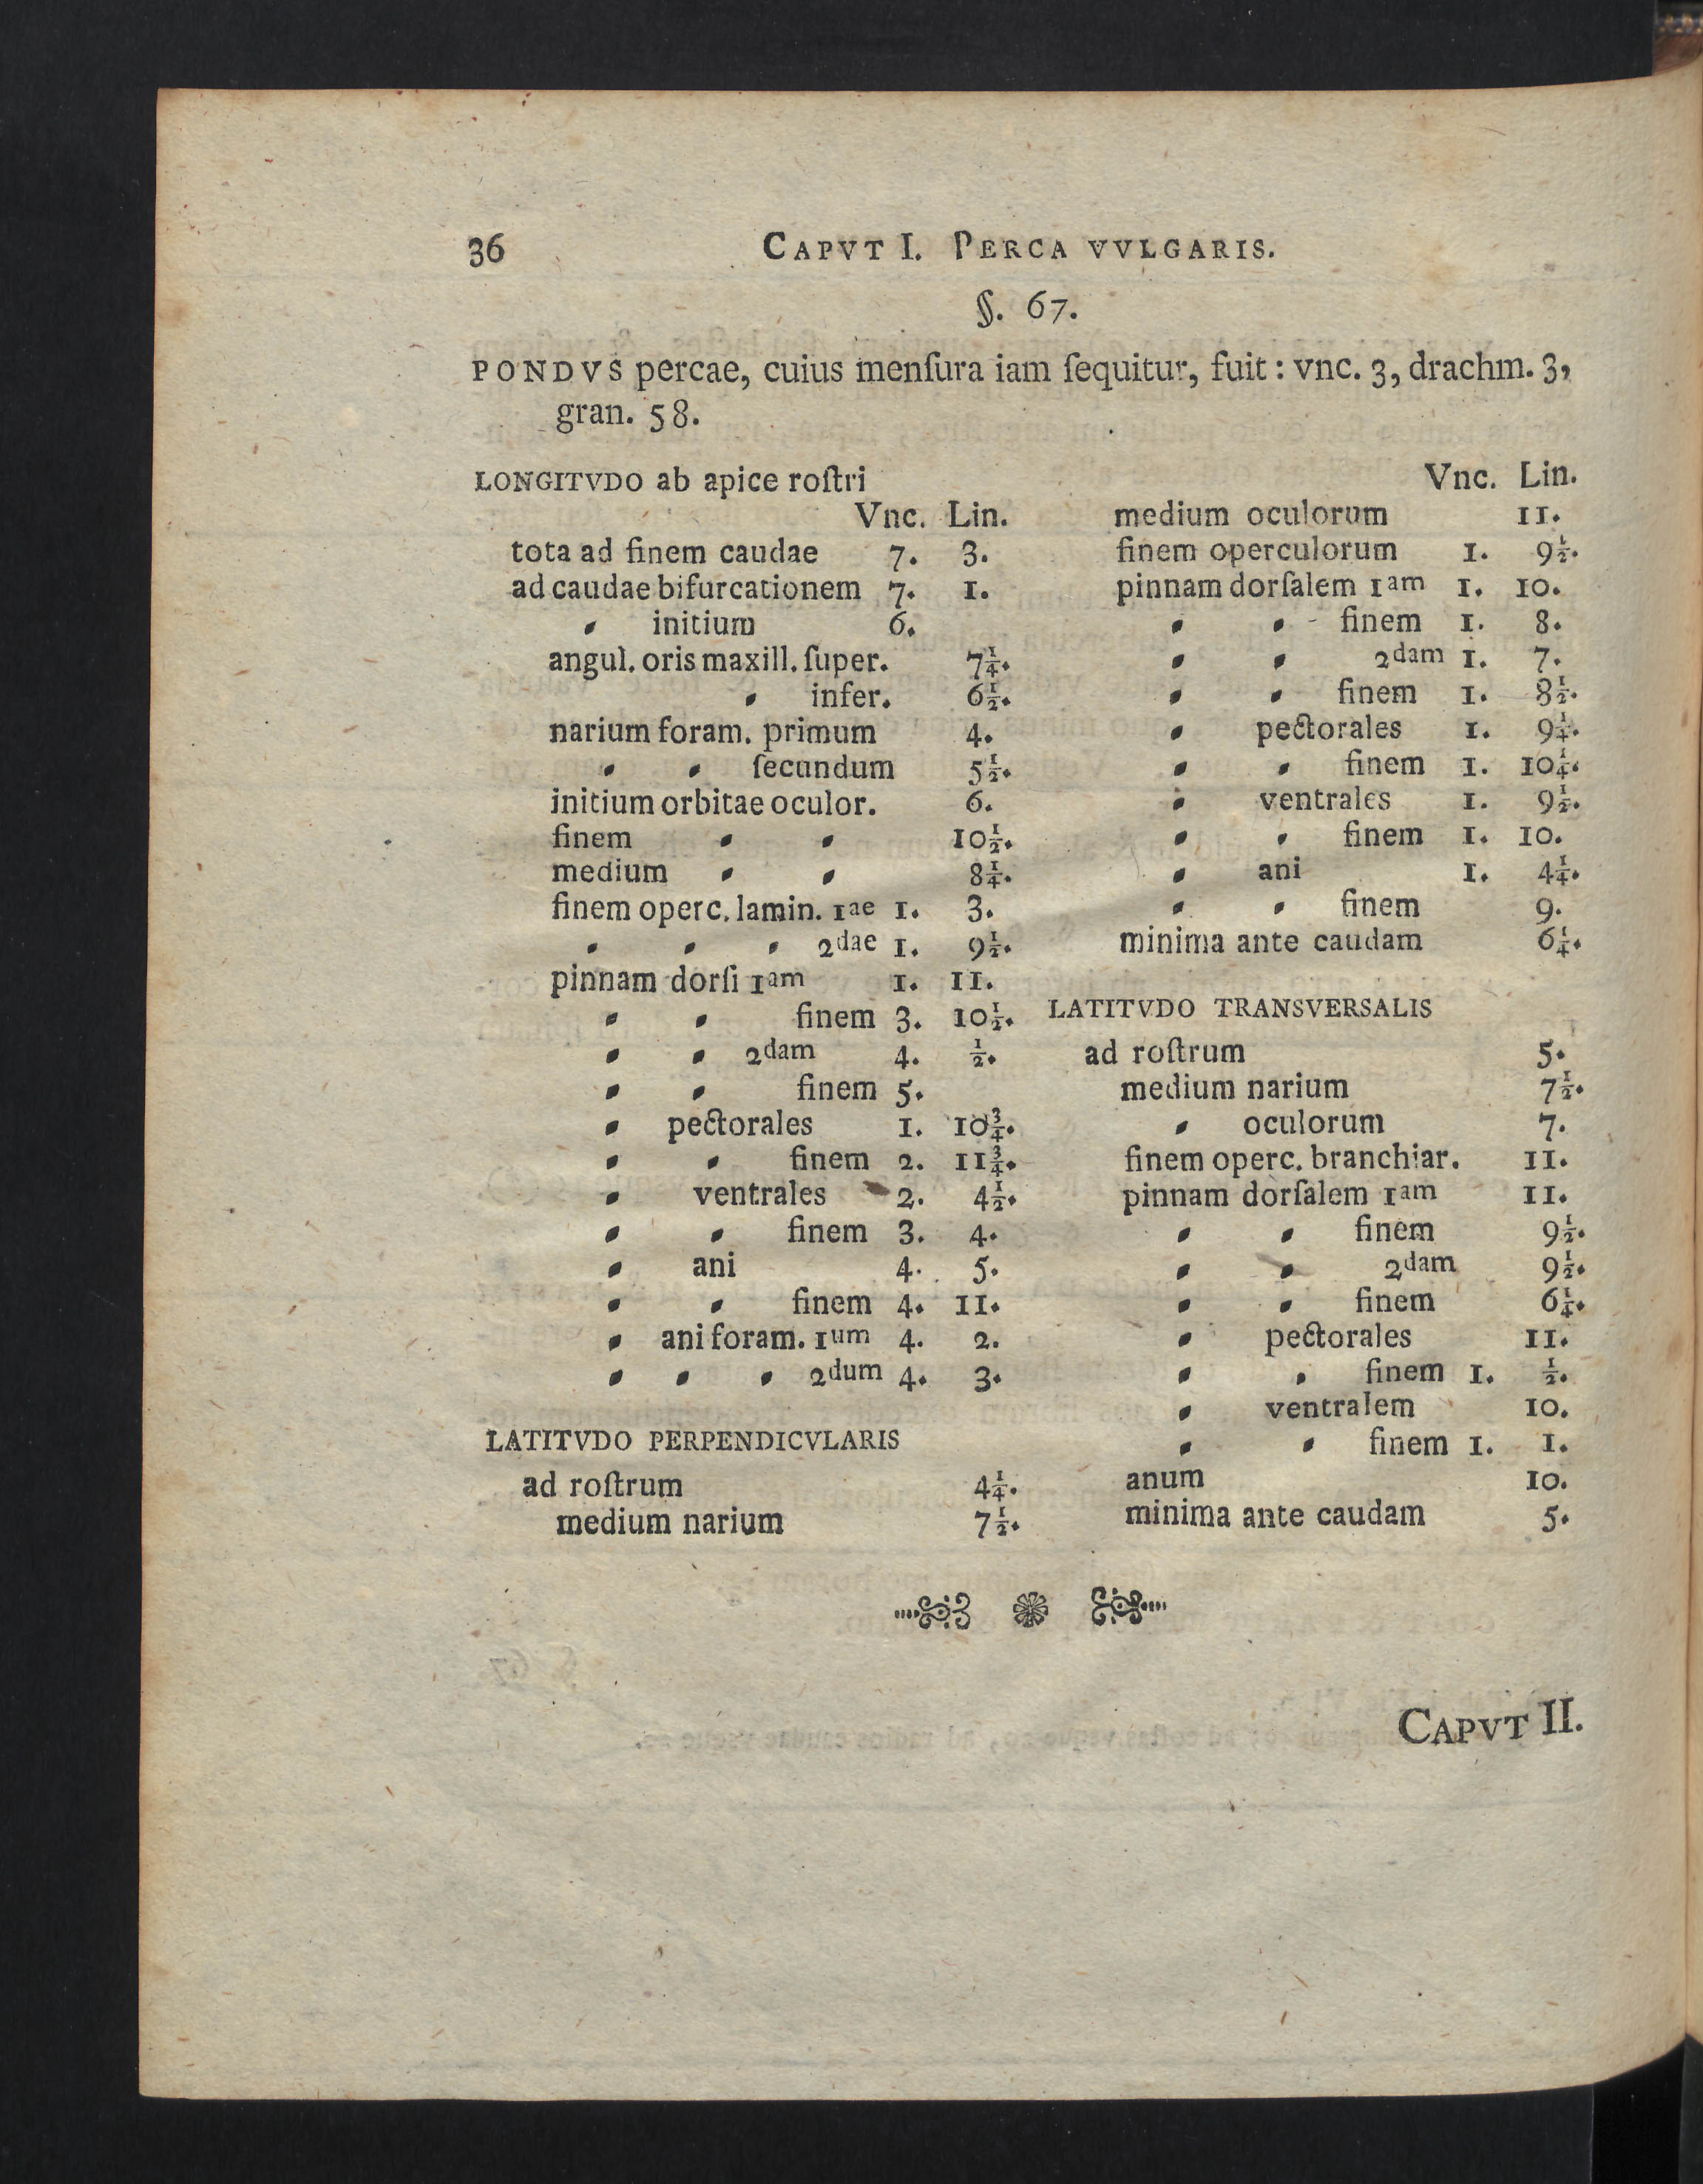 36 CAPVT I. PERCA VVLGARIS.
§. 67.
PONDVS percae, cuius menſura iam ſequitur, fuit: vnc. 3, drachm. 3,
gran. 58.
LONGITVDO ab apice roſtri
Vnc. Lin.
tota ad finem caudae 7. 3.
ad caudae bifurcationem 7. 1.
⸗ initium 6.
angul. oris maxill. ſuper. 7¼.
⸗ infer. 6½.
narium foram. primum 4.
⸗ ⸗ ſecundum 5½.
initium orbitae oculor. 6.
finem ⸗ ⸗ 10½.
medium ⸗ ⸗ 8¼.
finem operc. lamin. 1ae 1. 3.
⸗ ⸗ ⸗ 2dae 1. 9½.
pinnam dorſi 1am 1. 11.
⸗ ⸗ finem 3. 10½.
⸗ ⸗ 2dam 4. ½.
⸗ ⸗ finem 5.
⸗ pectorales 1. 10¾.
⸗ ⸗ finem 2. 11¾.
⸗ ventrales 2. 4½.
⸗ ⸗ finem 3. 4.
⸗ ani 4. 5.
⸗ ⸗ finem 4. 11.
⸗ ani foram. 1um 4. 2.
⸗ ⸗ ⸗ 2dum 4. 3.
LATITVDO PERPENDICVLARIS
ad roſtrum 4¼.
medium narium 7½.
Vnc. Lin.
medium oculorum 11.
finem operculorum 1. 9½.
pinnam dorſalem 1am 1. 10.
⸗ ⸗ finem 1. 8.
⸗ ⸗ 2dam 1. 7.
⸗ ⸗ finem 1. 8½.
⸗ pectorales 1. 9¼.
⸗ ⸗ finem 1. 10¼.
⸗ ventrales 1. 9½.
⸗ ⸗ finem 1. 10.
⸗ ani 1. 4¼.
⸗ ⸗ finem 9.
minima ante caudam 6¼.
LATITVDO TRANSVERSALIS
ad roſtrum 5.
medium narium 7½.
⸗ oculorum 7.
finem operc. branchiar. 11.
pinnam dorſalem 1am 11.
⸗ ⸗ finem 9½.
⸗ ⸗ 2dam 9½.
⸗ ⸗ finem 6¼.
⸗ pectorales 11.
⸗ ⸗ finem 1. ½.
⸗ ventralem 10.
⸗ ⸗ finem 1. 1.
anum 10.
minima ante caudam 5.
CAPVT II.